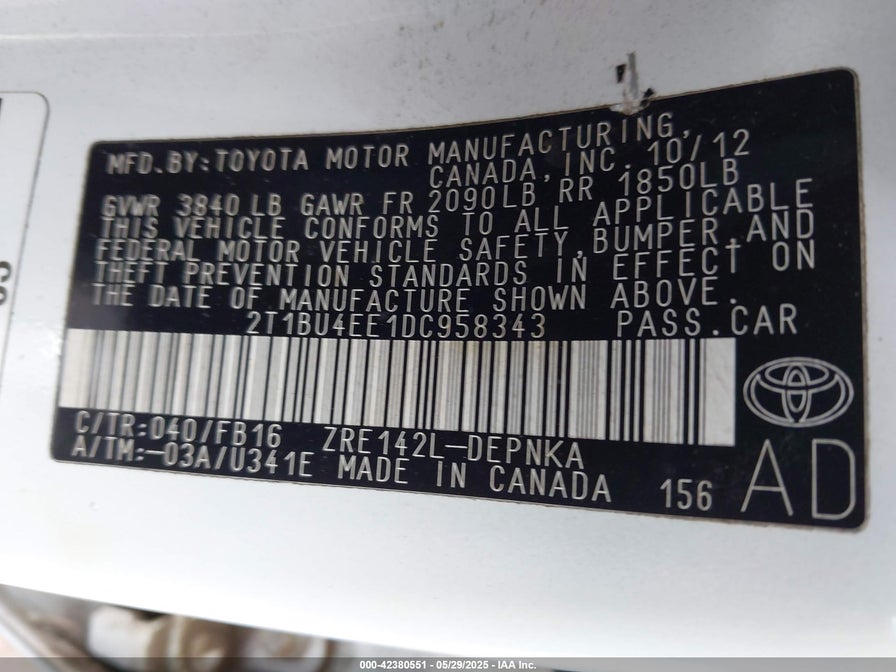 MFD.BY:TOYOTA MOTOR MANUFACTURING,
CANADA,INC. 10/12
GVWR 3840 LB GAWR FR 2090LB RR 1850LB
THIS VEHICLE CONFORMS TO ALL APPLICABLE
FEDERAL MOTOR VEHICLE SAFETY,BUMPER AND
THEFT PREVENTION STANDARDS IN EFFECT ON
THE DATE OF MANUFACTURE SHOWN ABOVE.
2T1BU4EE1DC958343 PASS.CAR
C/TR:040/FB16 ZRE142L-DEPNKA
A/TM:-03A/U341E MADE IN CANADA 156 AD
000-42380551 - 05/29/2025 - IAA Inc.